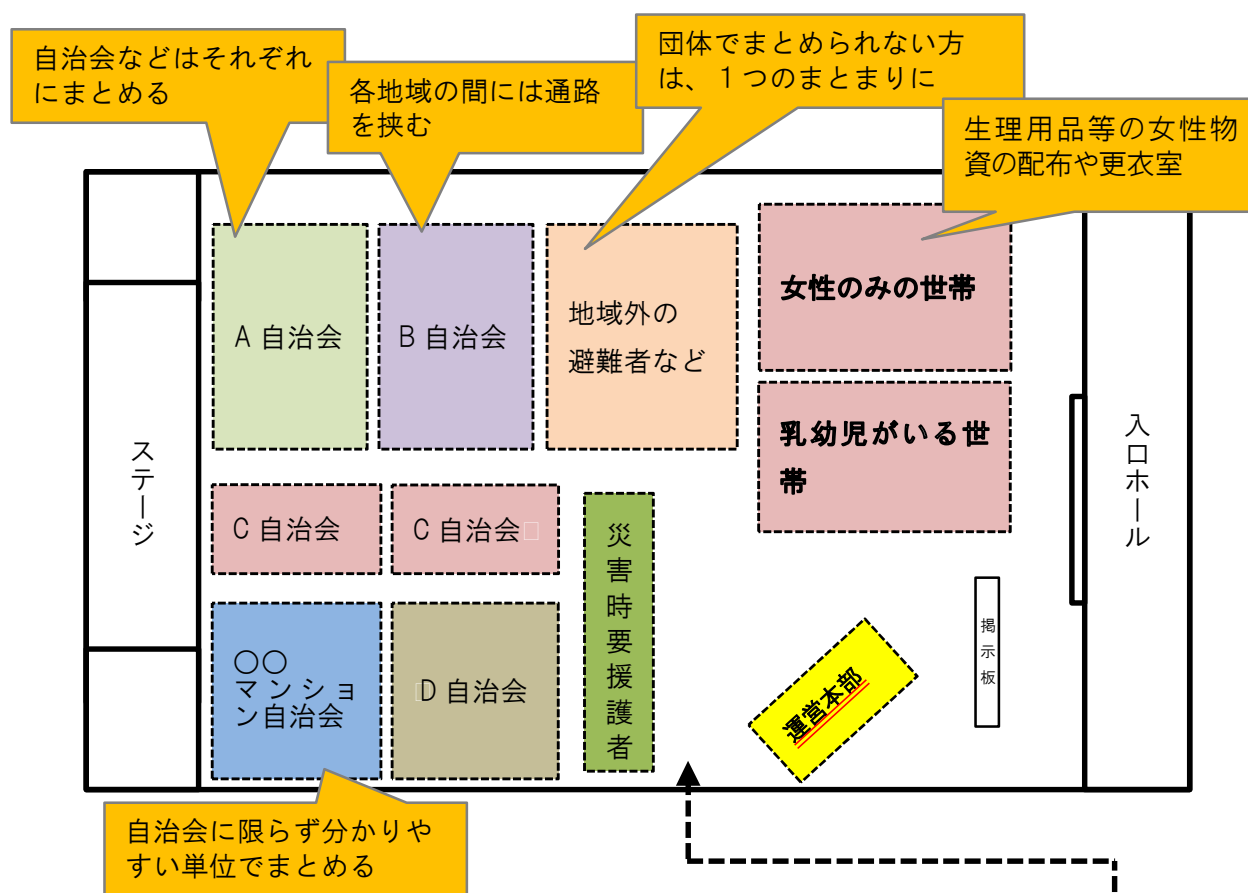 自治会などはそれぞれ
にまとめる
各地域の間には通路
を挟む
団体でまとめられない方
は、１つのまとまりに
生理用品等の女性物
資の配布や更衣室
A 自治会
B 自治会
地域外の
避難者など
女性のみの世帯
乳幼児がいる世
帯
ステージ
入口ホール
C 自治会
C 自治会
災害時要援護者
掲示板
〇〇
マンショ
ン自治会
D 自治会
運営本部
自治会に限らず分かりや
すい単位でまとめる